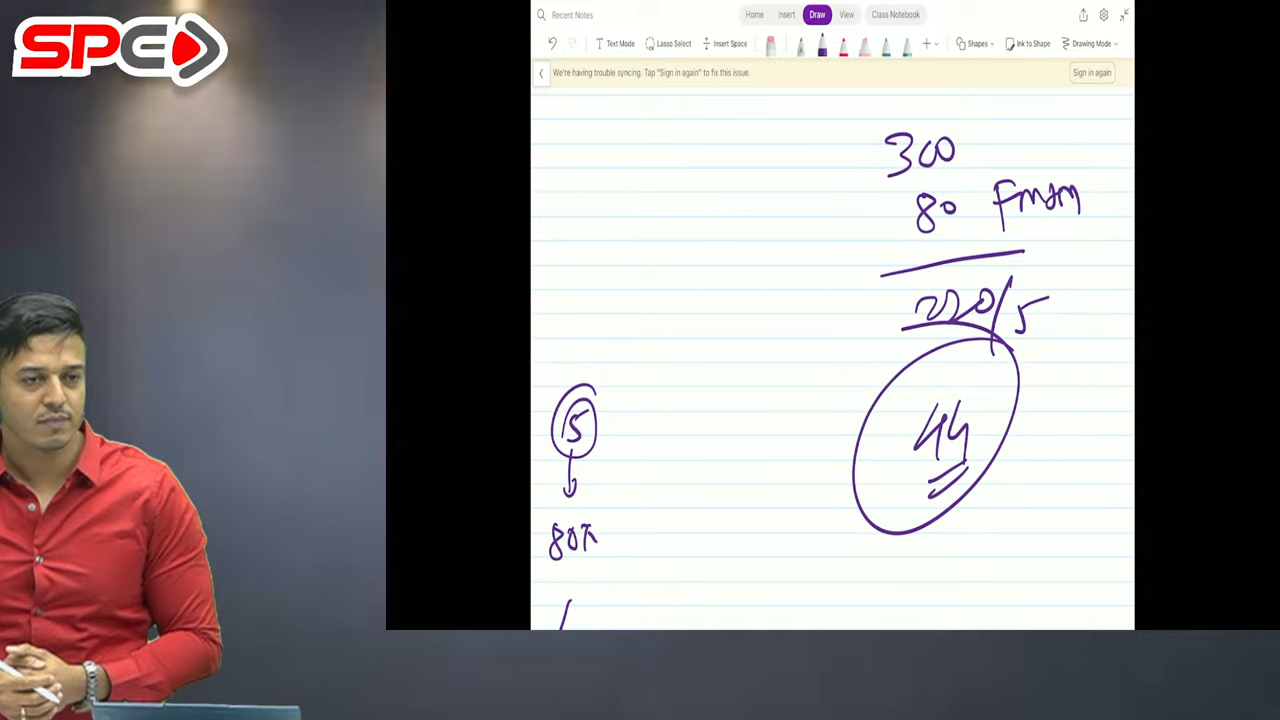 SPC
Recent Notes
Home Insert Draw View Class Notebook
Text Mode Lasso Select Insert Space Shapes Ink to Shape Drawing Mode
We're having trouble syncing. Tap "Sign in again" to fix this issue. Sign in again
300
80
220/5
44
5
80%